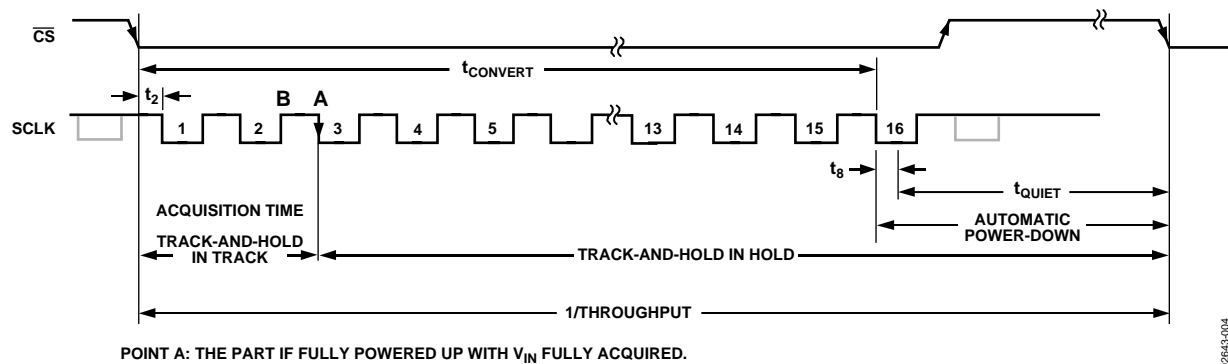 CS
tCONVERT
t2
B A
SCLK
1 2 3 4 5 13 14 15 16
t8
tQUIET
ACQUISITION TIME
AUTOMATIC
POWER-DOWN
TRACK-AND-HOLD
IN TRACK
TRACK-AND-HOLD IN HOLD
1/THROUGHPUT
POINT A: THE PART IF FULLY POWERED UP WITH VIN FULLY ACQUIRED.
2643-004